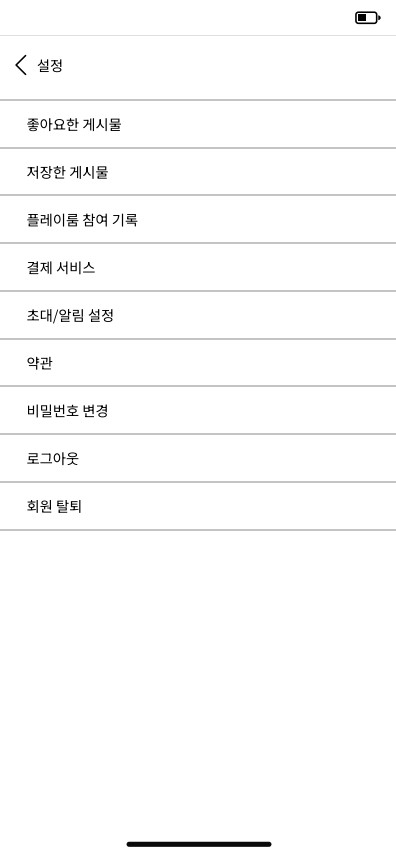 설정
좋아요한 게시물
저장한 게시물
플레이룸 참여 기록
결제 서비스
초대/알림 설정
약관
비밀번호 변경
로그아웃
회원 탈퇴